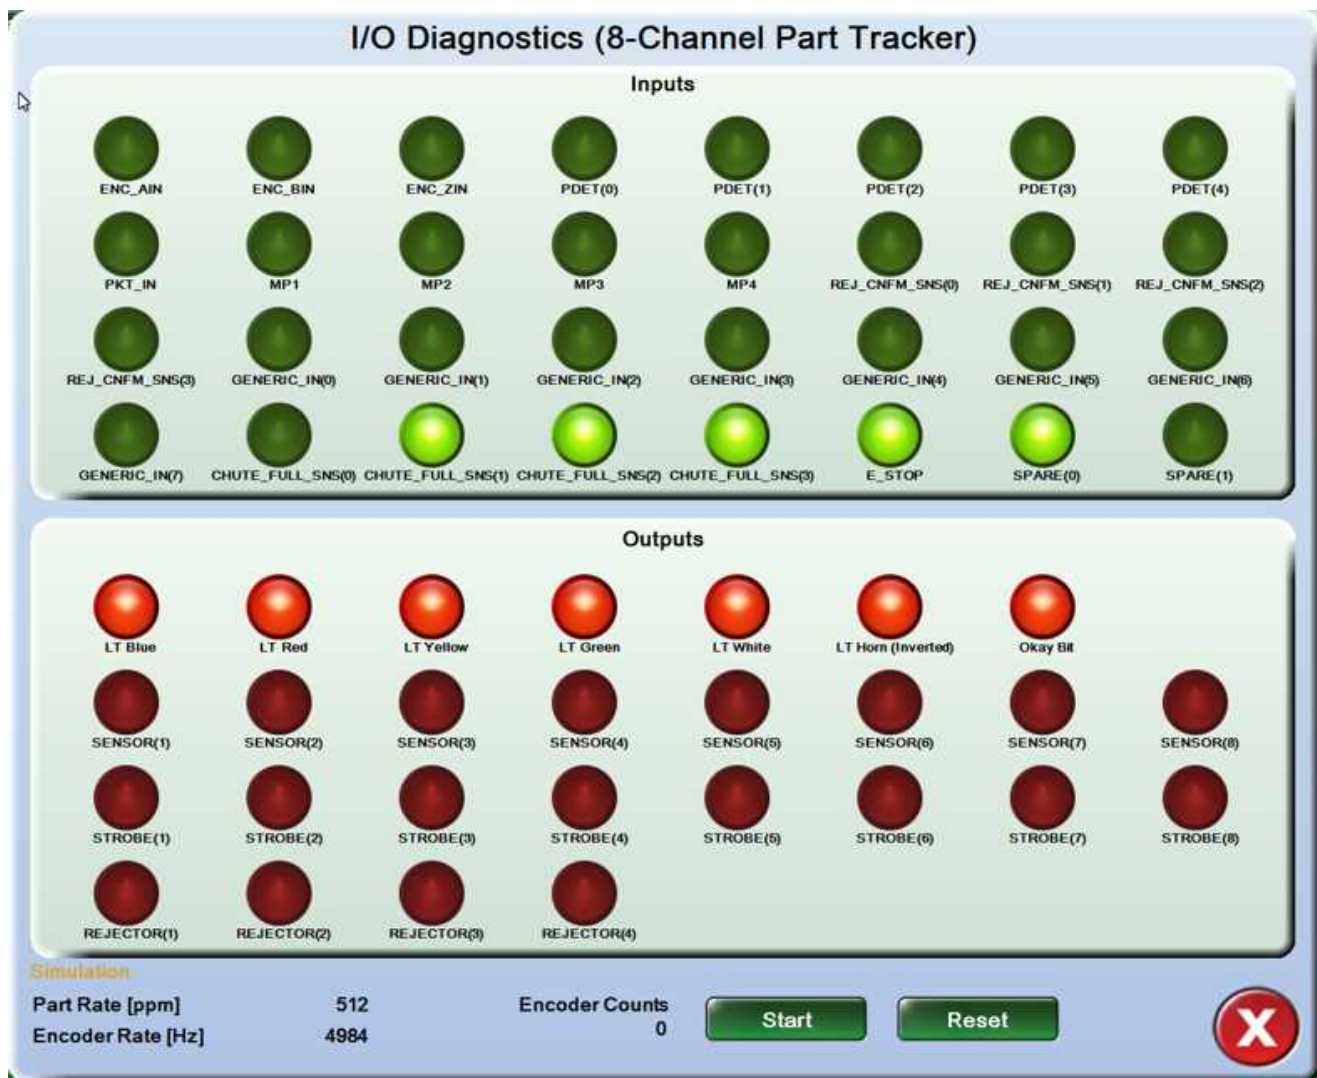 I/O Diagnostics (8-Channel Part Tracker)
Inputs
ENC_AIN ENC_BIN ENC_ZIN PDET(0) PDET(1) PDET(2) PDET(3) PDET(4)
PKT_IN MP1 MP2 MP3 MP4 REJ_CNFM_SNS(0) REJ_CNFM_SNS(1) REJ_CNFM_SNS(2)
REJ_CNFM_SNS(3) GENERIC_IN(0) GENERIC_IN(1) GENERIC_IN(2) GENERIC_IN(3) GENERIC_IN(4) GENERIC_IN(5) GENERIC_IN(6)
GENERIC_IN(7) CHUTE_FULL_SNS(0) CHUTE_FULL_SNS(1) CHUTE_FULL_SNS(2) CHUTE_FULL_SNS(3) E_STOP SPARE(0) SPARE(1)
Outputs
LT Blue LT Red LT Yellow LT Green LT White LT Horn (Inverted) Okay Bit
SENSOR(1) SENSOR(2) SENSOR(3) SENSOR(4) SENSOR(5) SENSOR(6) SENSOR(7) SENSOR(8)
STROBE(1) STROBE(2) STROBE(3) STROBE(4) STROBE(5) STROBE(6) STROBE(7) STROBE(8)
REJECTOR(1) REJECTOR(2) REJECTOR(3) REJECTOR(4)
Simulation
Part Rate [ppm] 512 Encoder Counts
Encoder Rate [Hz] 4984 0
Start Reset X